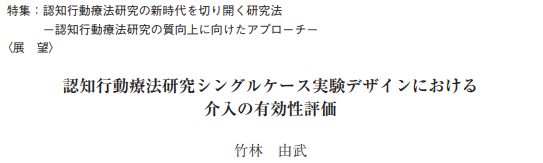 特集：認知行動療法研究の新時代を切り開く研究法
－認知行動療法研究の質向上に向けたアプローチ－
〈展　望〉
認知行動療法研究シングルケース実験デザインにおける
介入の有効性評価
竹林　由武